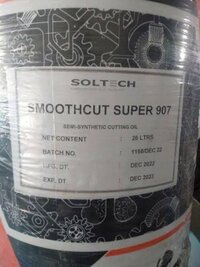 SOLTECH
SMOOTHCUT SUPER 907
SEMI-SYNTHETIC CUTTING OIL
NET CONTENT : 26 LTRS
BATCH NO. : 1158/DEC 22
MFG. DT. : DEC 2022
EXP. DT : DEC 2023